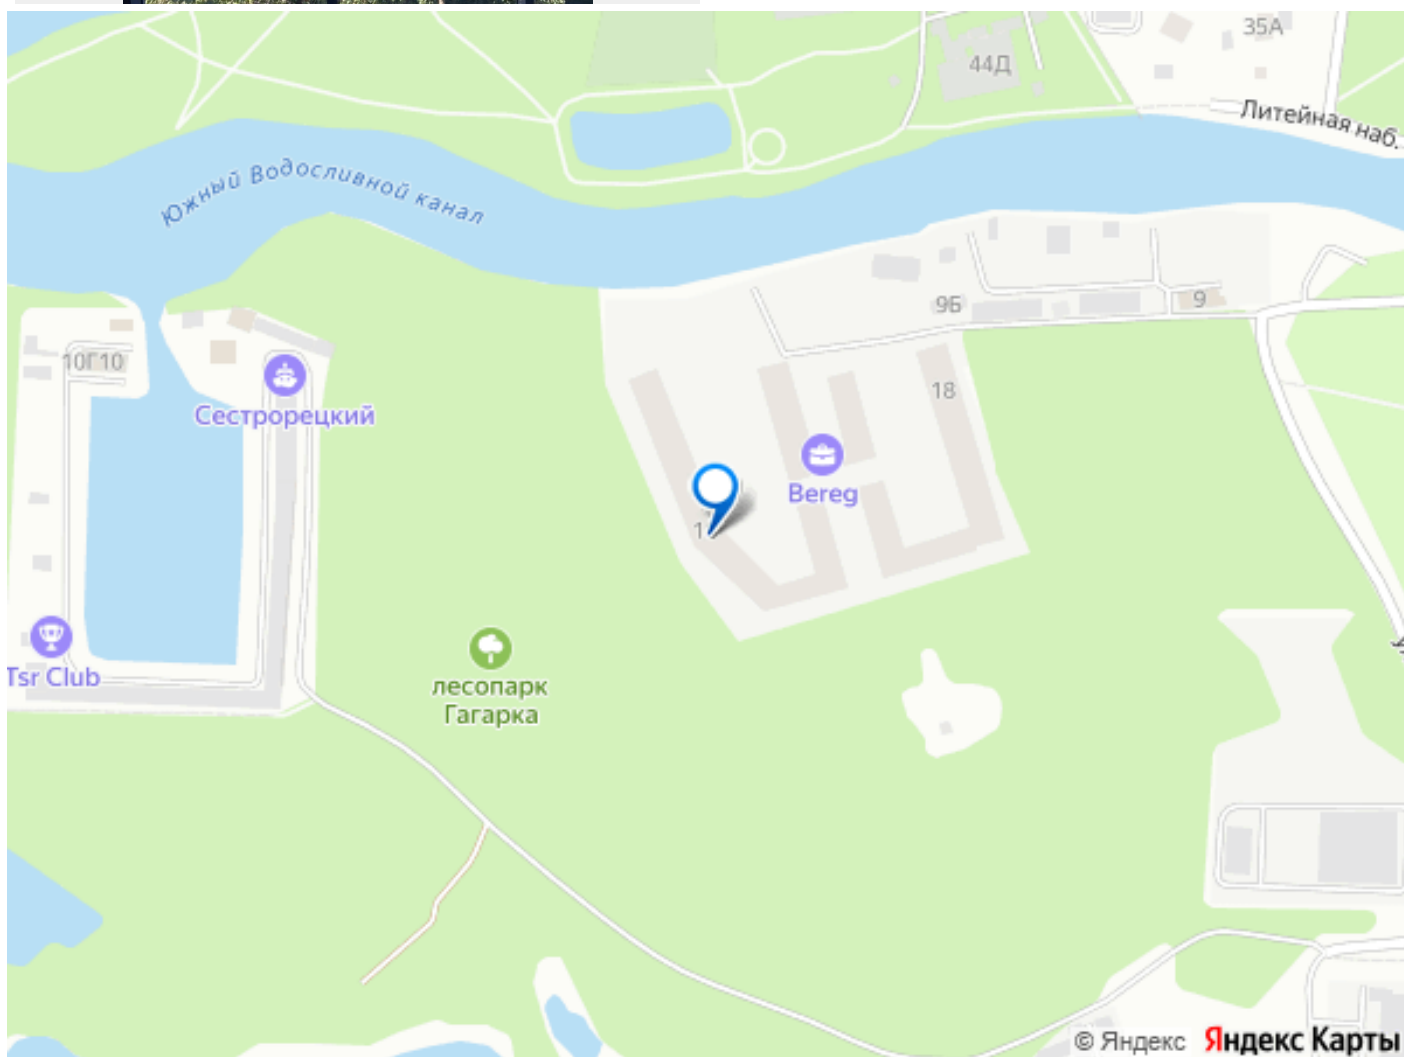 35А
44Д
Литейная наб.
Южный Водосливной канал
9Б
9
10Г10
Сестрорецкий
18
Bereg
Tsr Club
лесопарк
Гагарка
© Яндекс Яндекс Карты